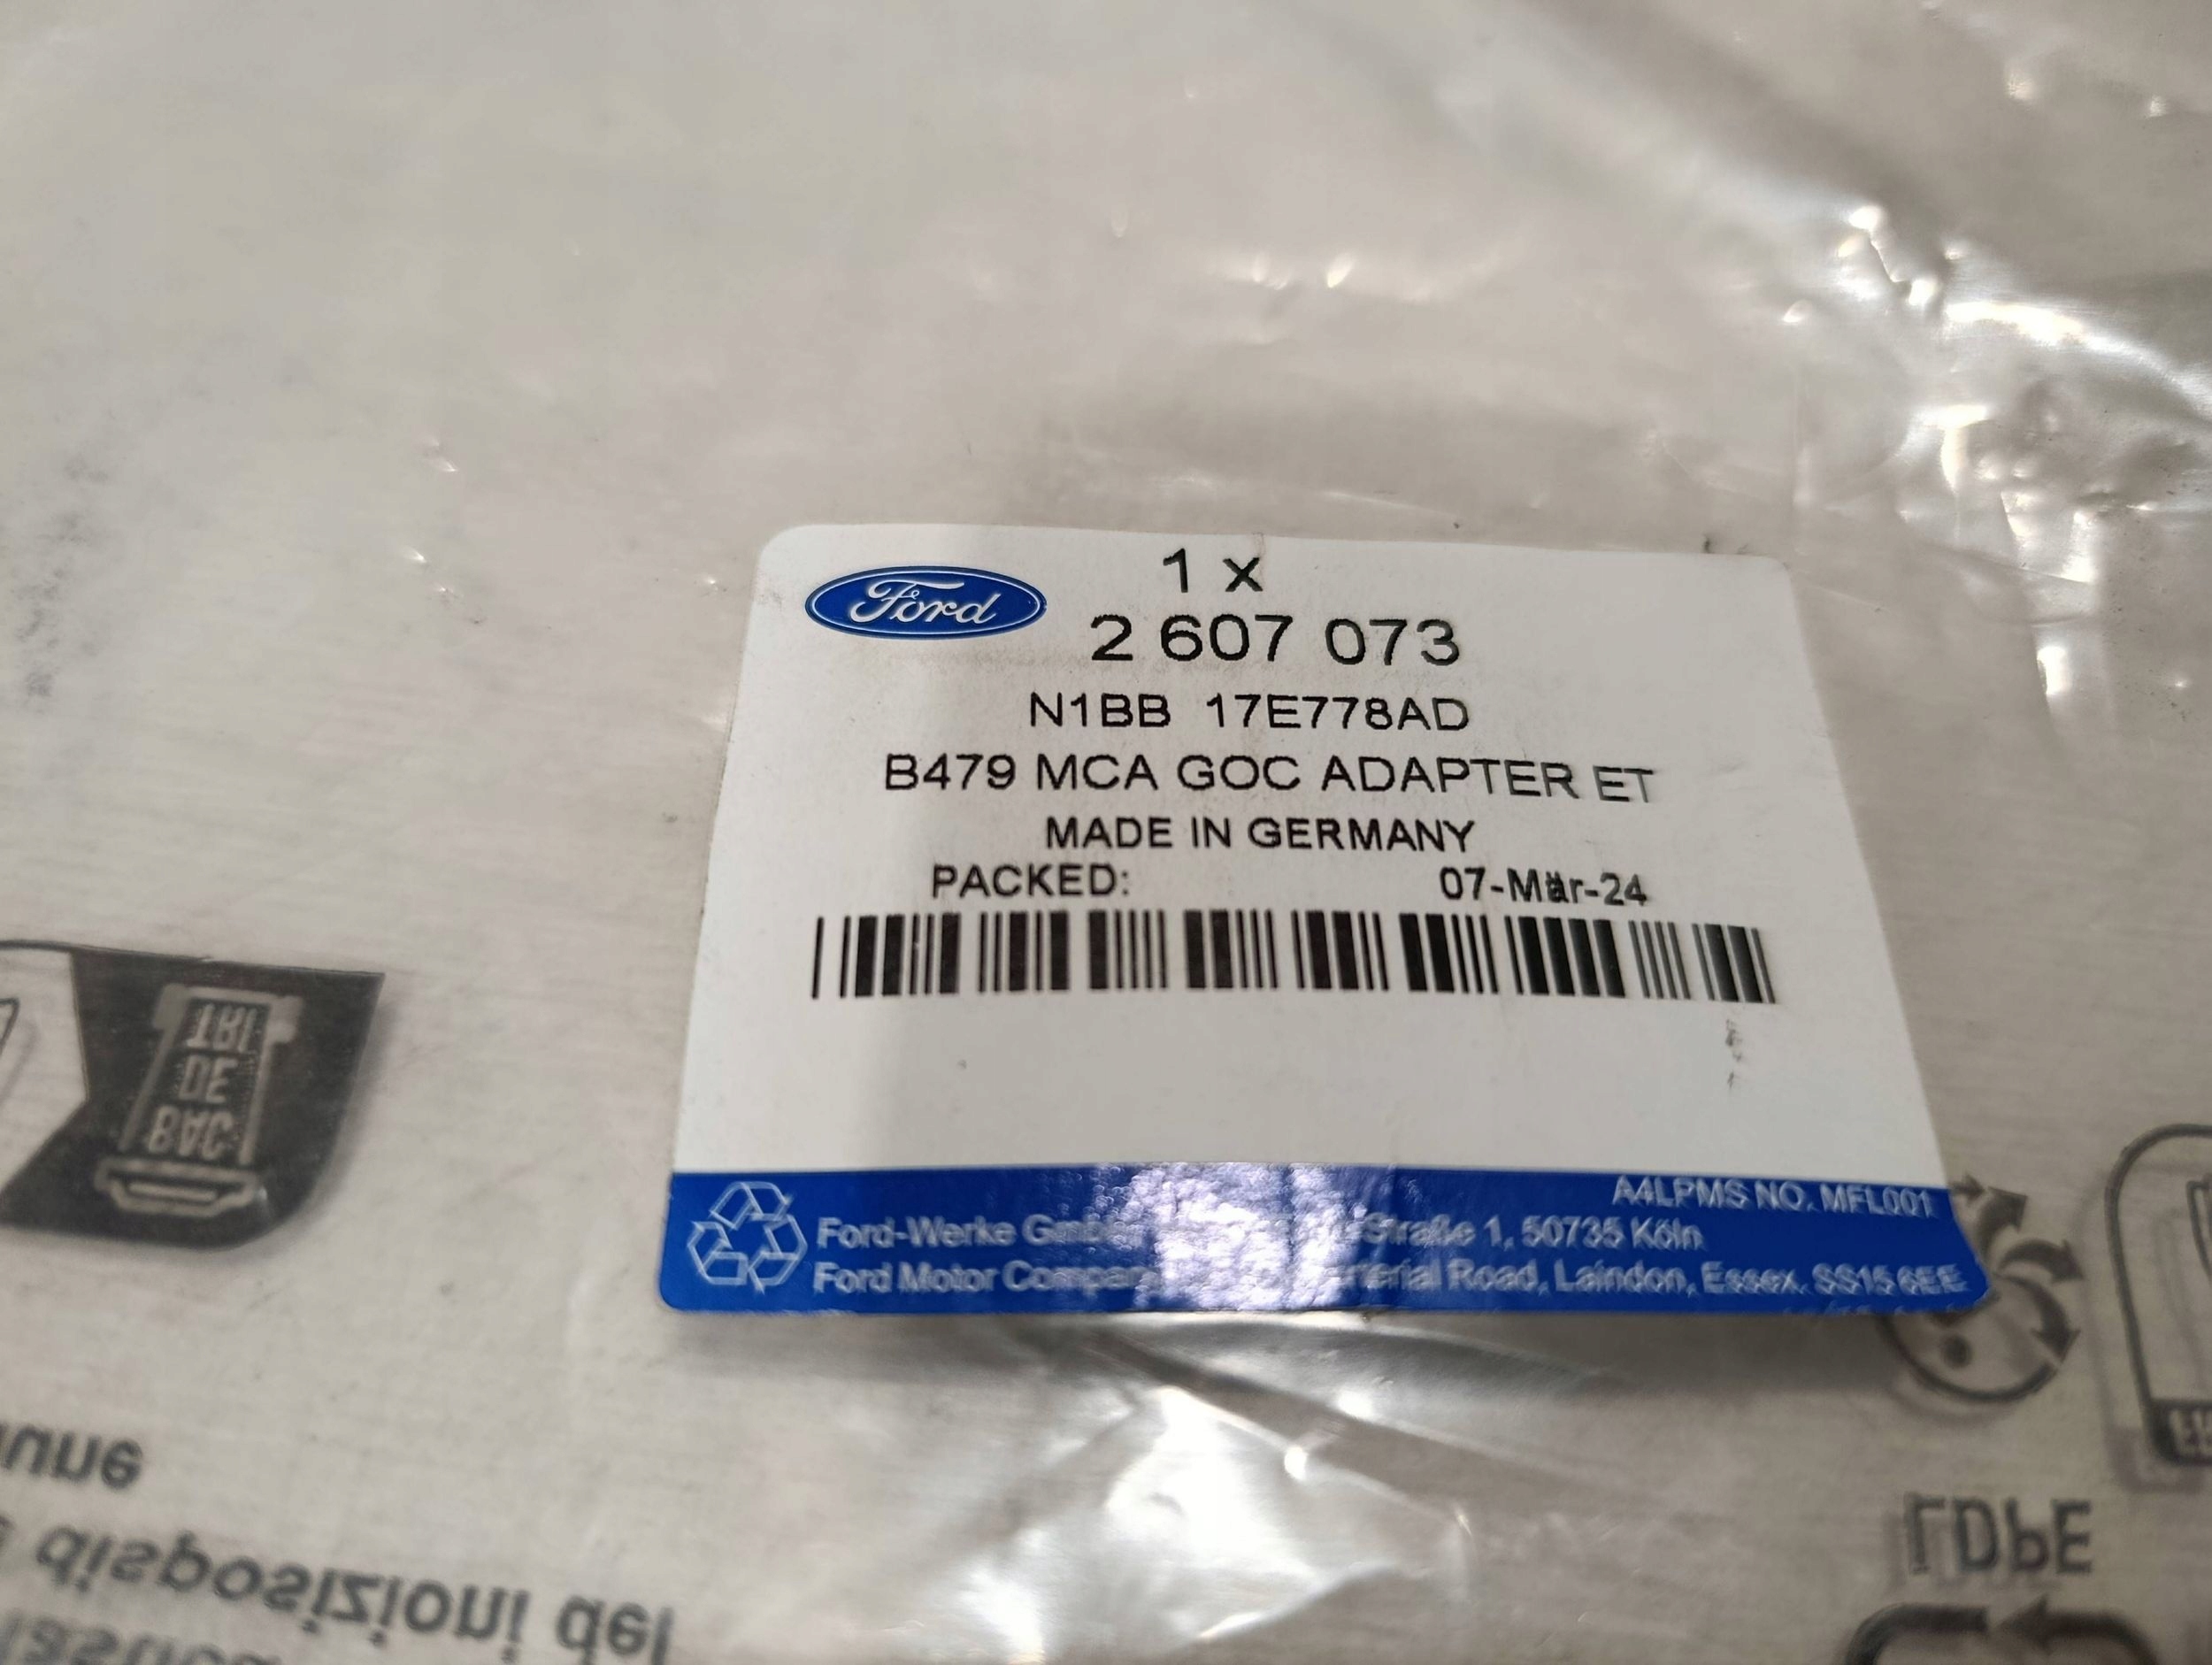 Ford
1 x
2 607 073
N1BB 17E778AD
B479 MCA GOC ADAPTER ET
MADE IN GERMANY
PACKED: 07-Mär-24
A4LPMS NO. MFL001
Ford-Werke Straße 1, 50735 Köln
Ford Motor Road, Laindon, Essex. SS15 6EE
BAC
DE
TRI
LDPE
disposizioni del